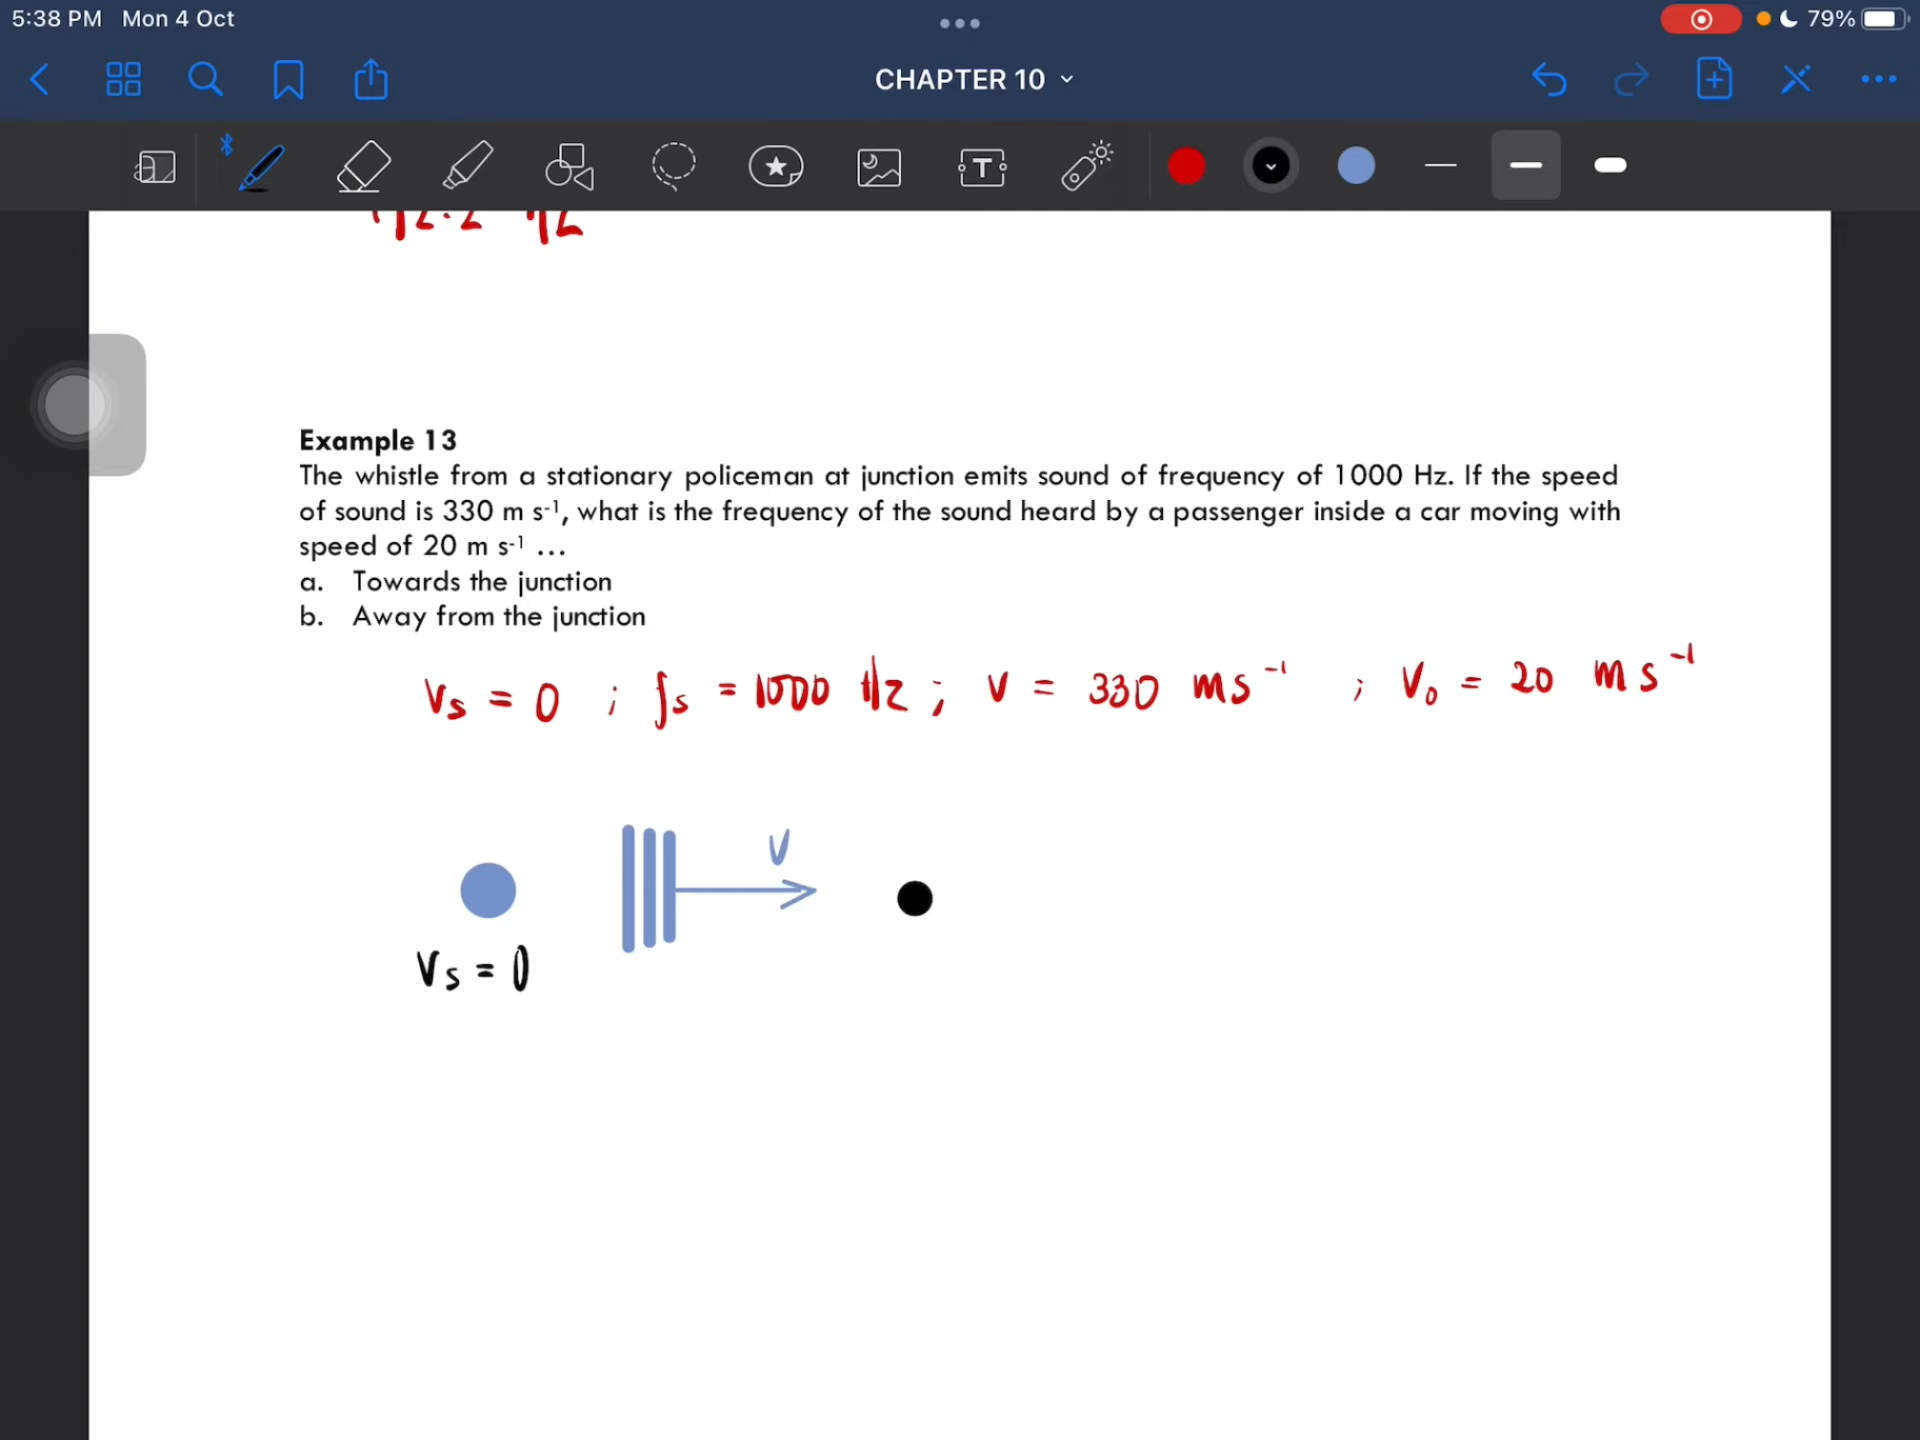 5:38 PM Mon 4 Oct
79%
CHAPTER 10
T
Example 13
The whistle from a stationary policeman at junction emits sound of frequency of 1000 Hz. If the speed
of sound is 330 m s-1, what is the frequency of the sound heard by a passenger inside a car moving with
speed of 20 m s-1 ...
a. Towards the junction
b. Away from the junction
Vs = 0 ; fs = 1000 Hz ; V = 330 ms⁻¹ ; Vo = 20 ms⁻¹
V
Vs = 0